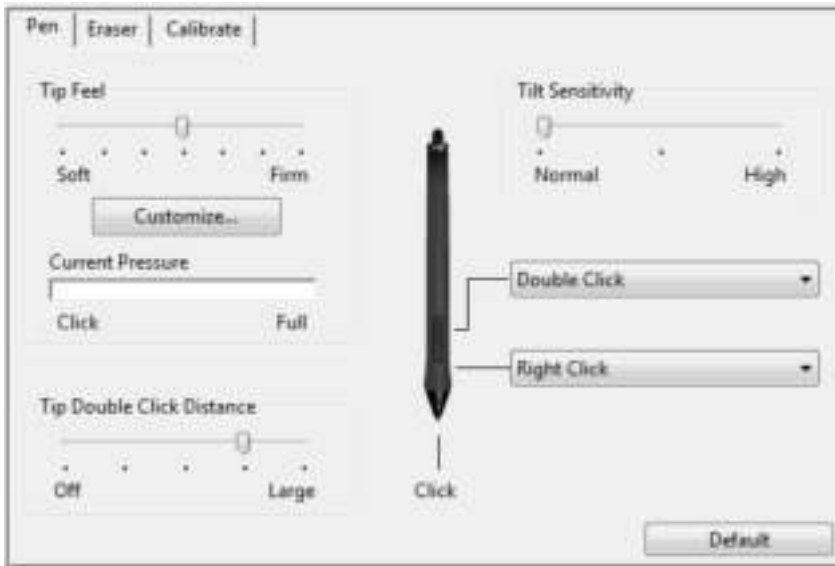 Pen Eraser Calibrate
Tip Feel
Soft Firm
Customize...
Current Pressure
Click Full
Tip Double Click Distance
Off Large
Click
Tilt Sensitivity
Normal High
Double Click
Right Click
Default